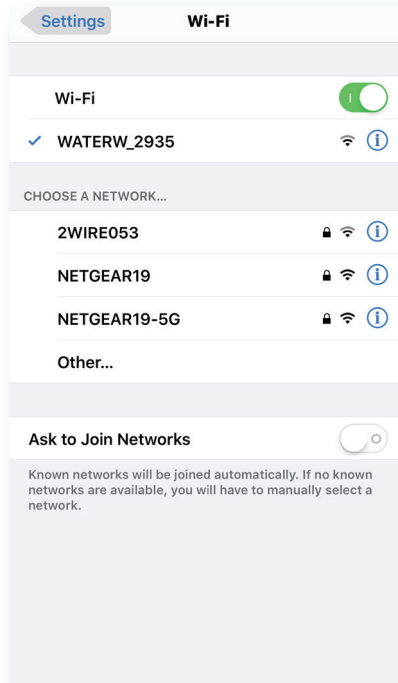 Settings
Wi-Fi
Wi-Fi
WATERW_2935
CHOOSE A NETWORK...
2WIRE053
NETGEAR19
NETGEAR19-5G
Other...
Ask to Join Networks
Known networks will be joined automatically. If no known
networks are available, you will have to manually select a
network.